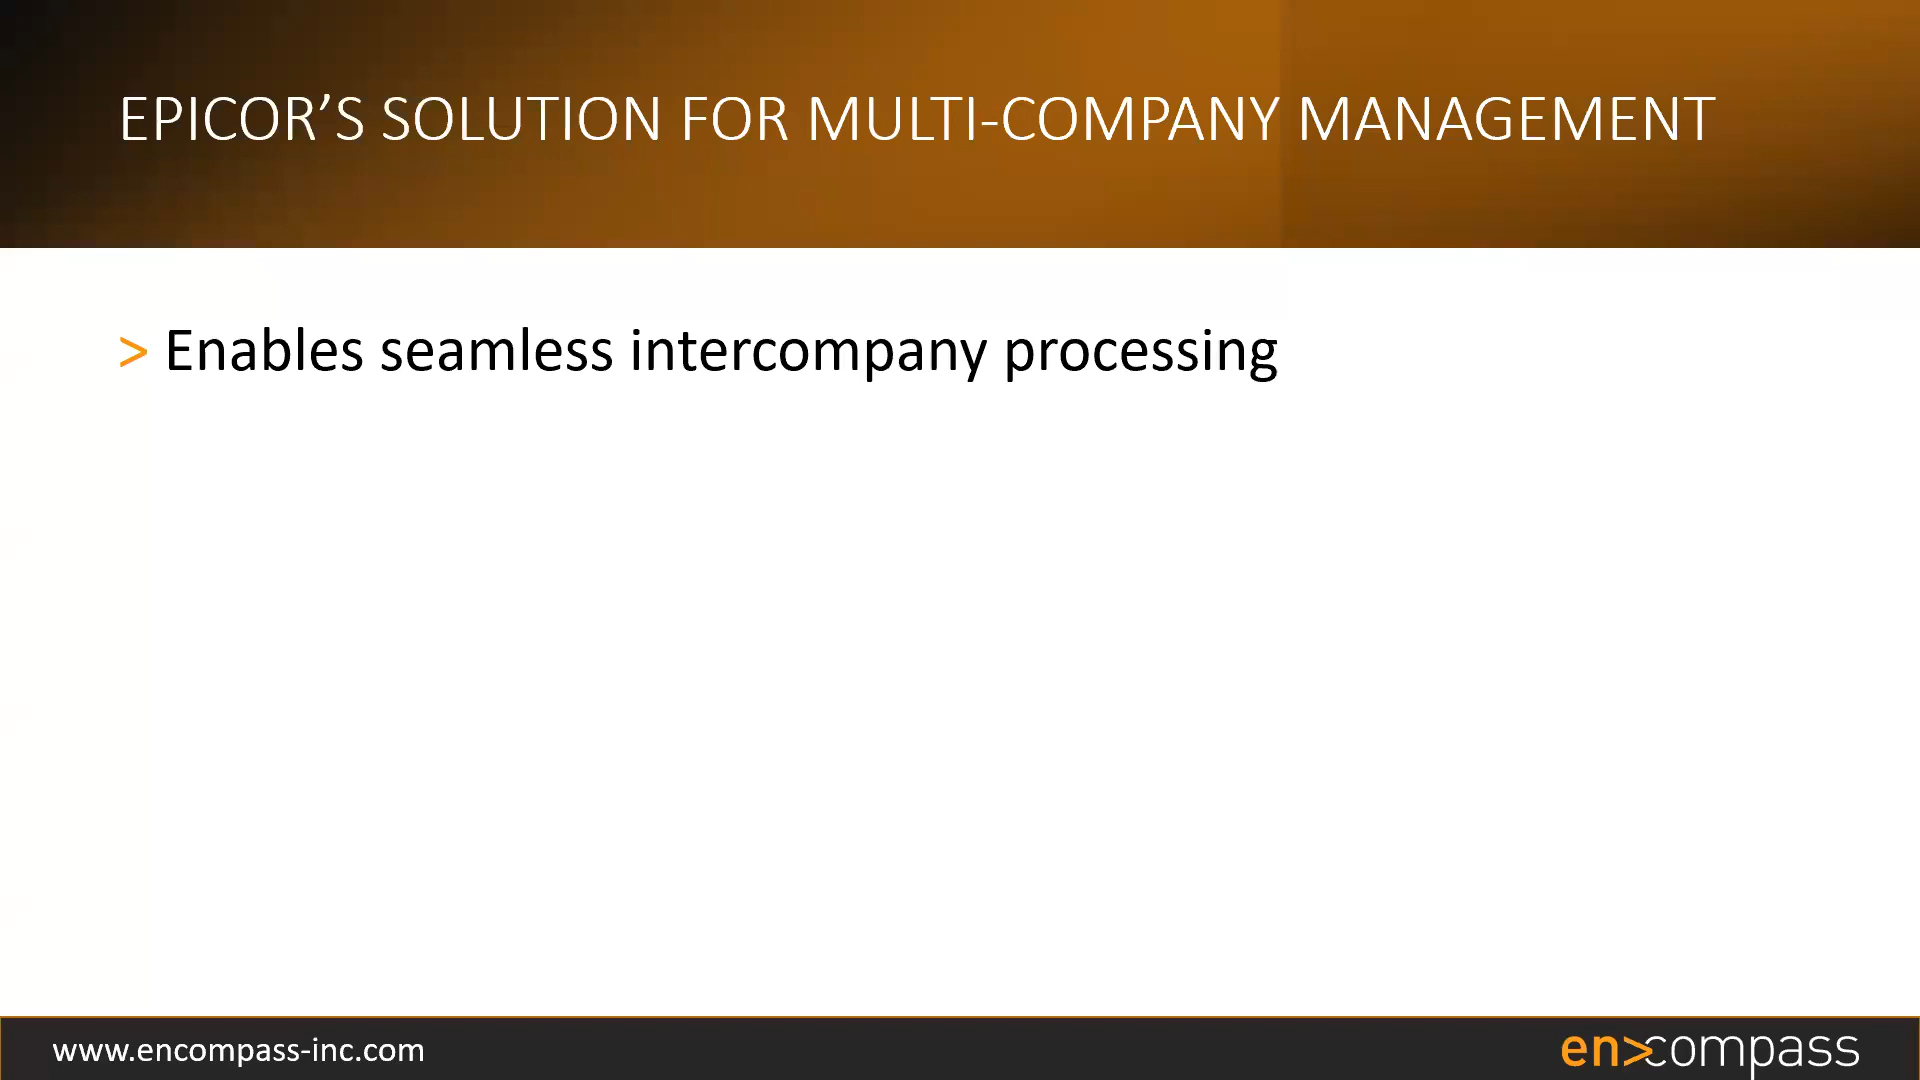 EPICOR’S SOLUTION FOR MULTI-COMPANY MANAGEMENT
> Enables seamless intercompany processing
www.encompass-inc.com
en>compass